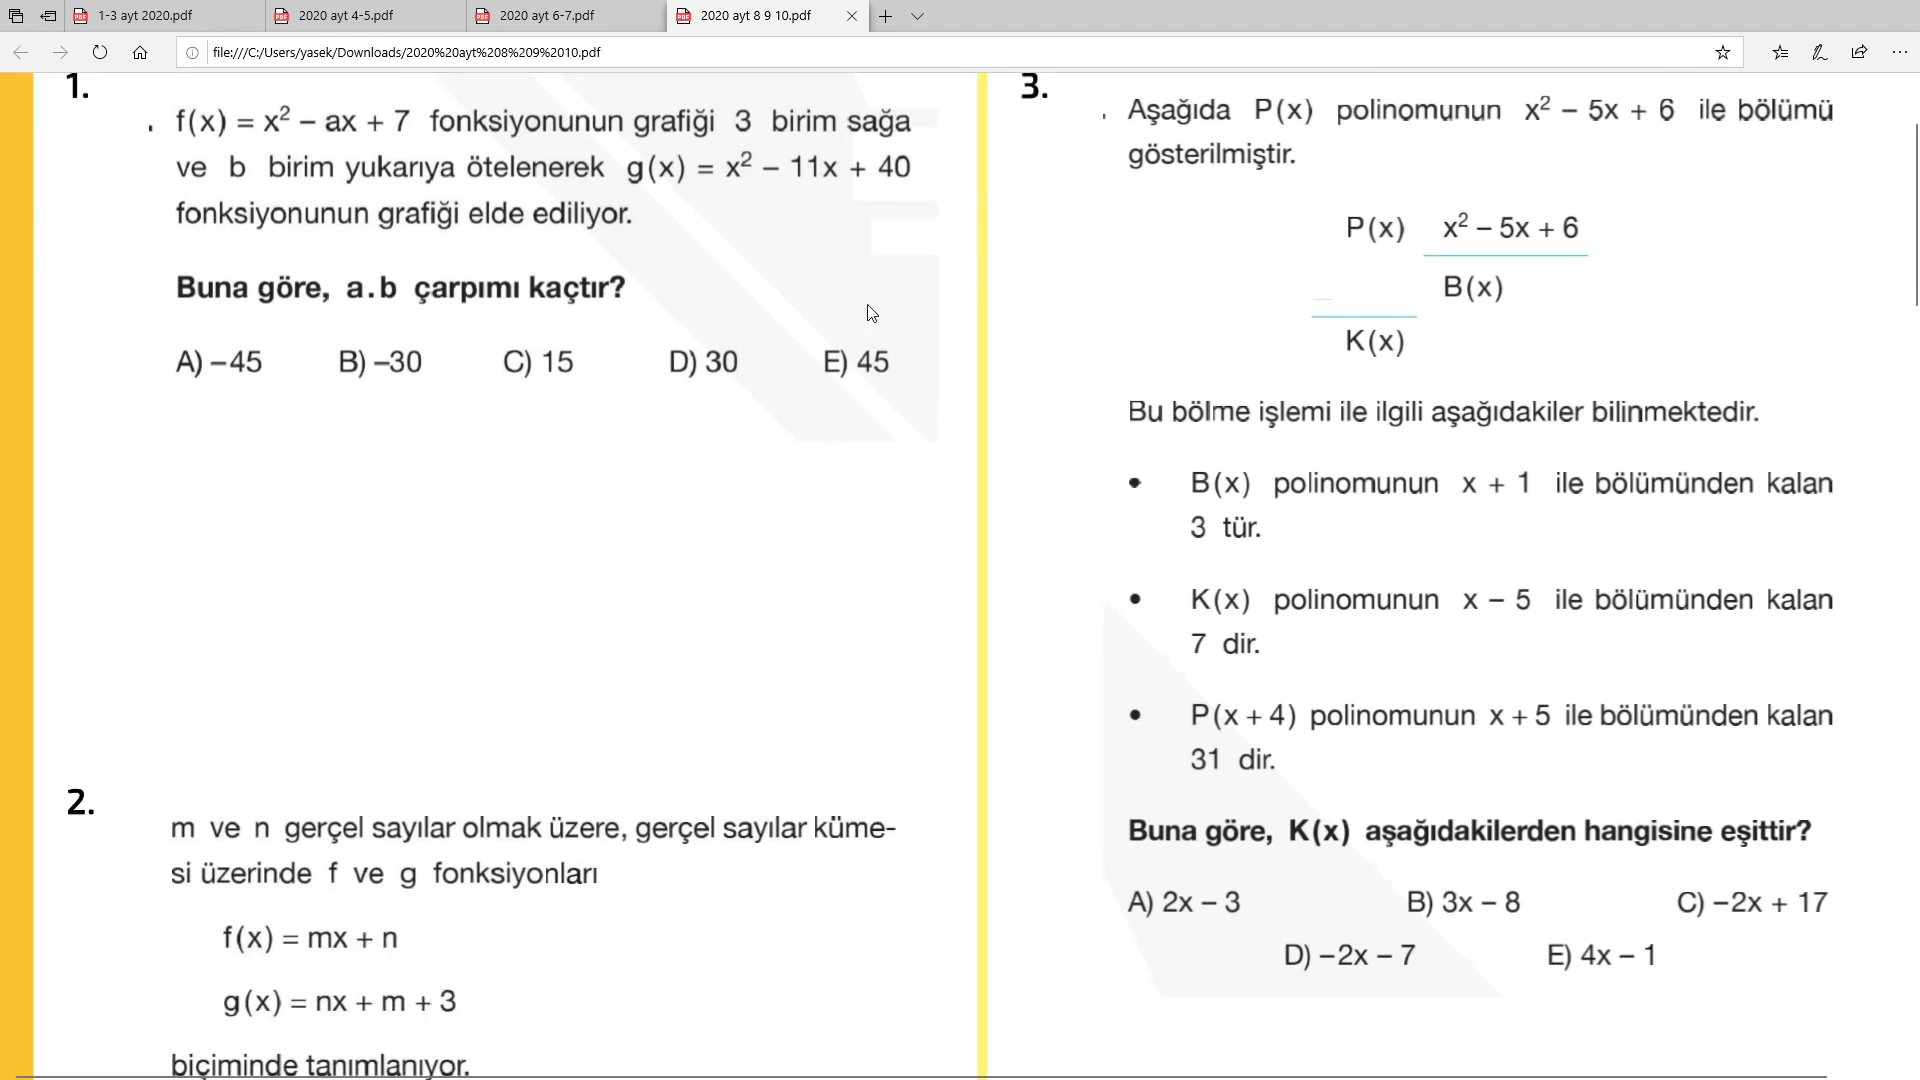 1-3 ayt 2020.pdf
2020 ayt 4-5.pdf
2020 ayt 6-7.pdf
2020 ayt 8 9 10.pdf
file:///C:/Users/yasek/Downloads/2020%20ayt%208%209%2010.pdf
1.
f(x) = x² – ax + 7 fonksiyonunun grafiği 3 birim sağa
ve b birim yukarıya ötelenerek g(x) = x² – 11x + 40
fonksiyonunun grafiği elde ediliyor.
Buna göre, a.b çarpımı kaçtır?
A) –45 B) –30 C) 15 D) 30 E) 45
2.
m ve n gerçel sayılar olmak üzere, gerçel sayılar küme-
si üzerinde f ve g fonksiyonları
f(x) = mx + n
g(x) = nx + m + 3
biçiminde tanımlanıyor.
3.
Aşağıda P(x) polinomunun x² – 5x + 6 ile bölümü
gösterilmiştir.
P(x) x² – 5x + 6
B(x)
K(x)
Bu bölme işlemi ile ilgili aşağıdakiler bilinmektedir.
• B(x) polinomunun x + 1 ile bölümünden kalan
3 tür.
• K(x) polinomunun x – 5 ile bölümünden kalan
7 dir.
• P(x + 4) polinomunun x + 5 ile bölümünden kalan
31 dir.
Buna göre, K(x) aşağıdakilerden hangisine eşittir?
A) 2x – 3 B) 3x – 8 C) –2x + 17
D) –2x – 7 E) 4x – 1